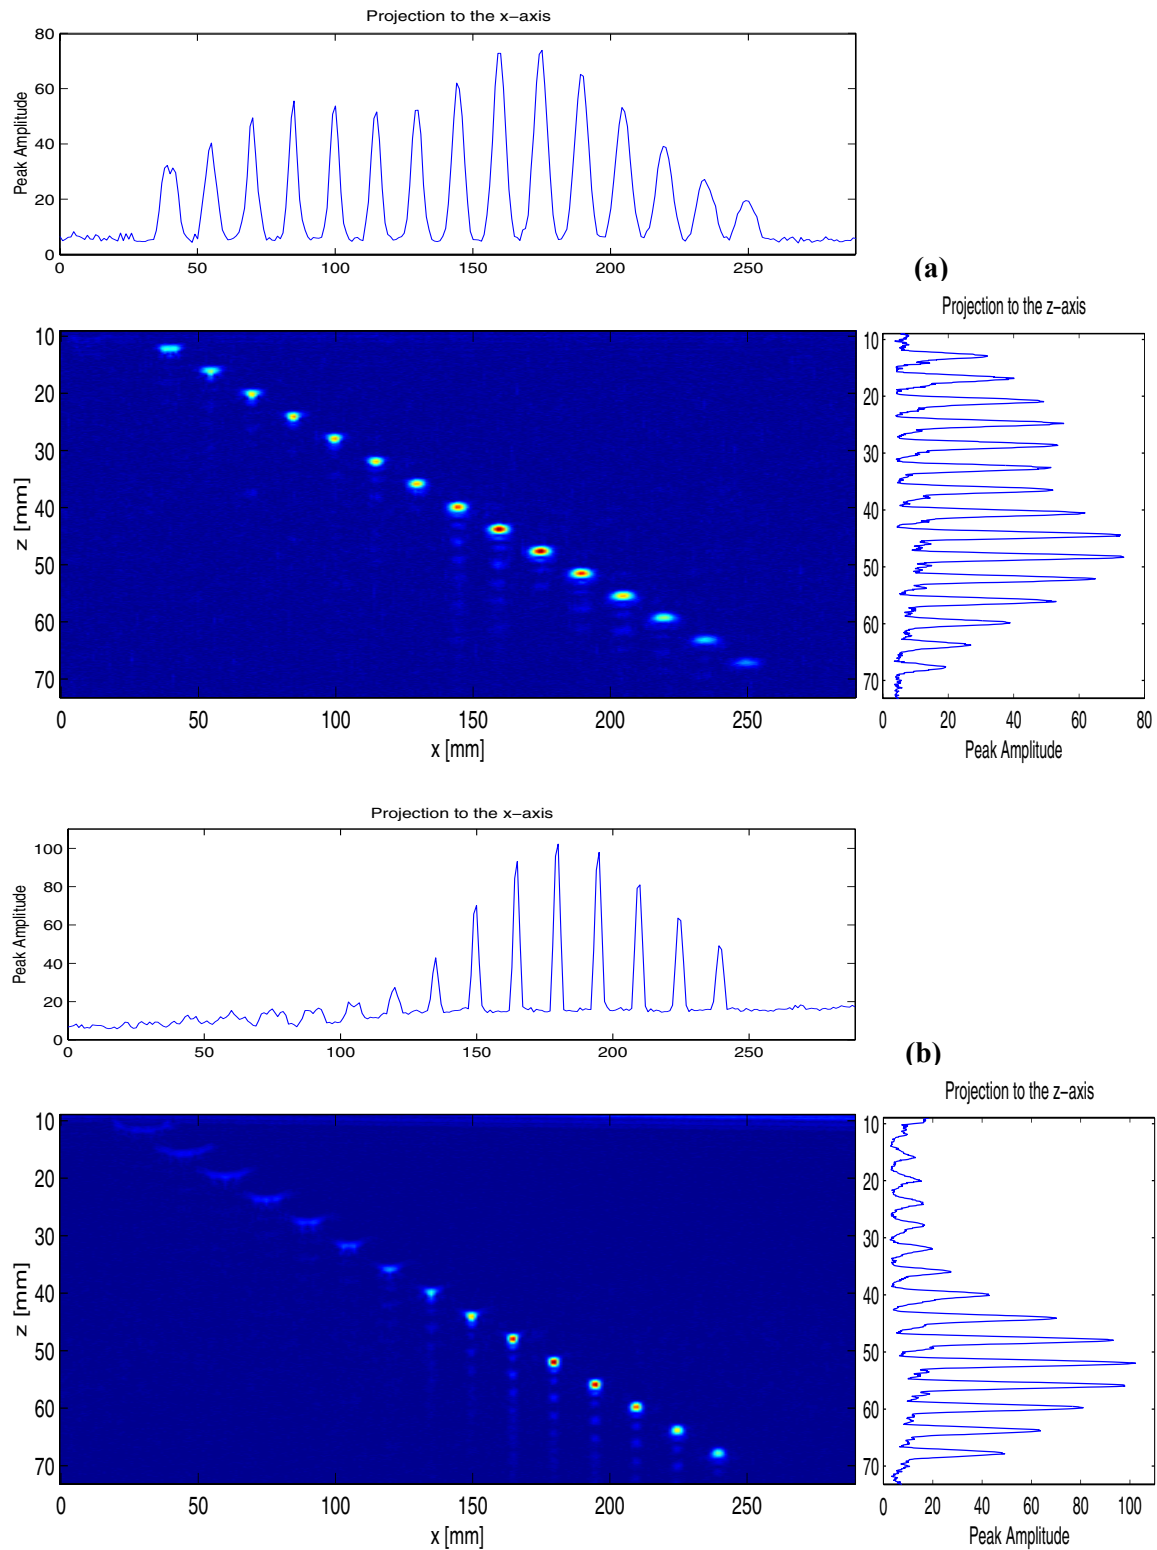 Projection to the x-axis
Peak Amplitude
80
60
40
20
0
0 50 100 150 200 250
(a)
Projection to the z-axis
z [mm]
10
20
30
40
50
60
70
0 50 100 150 200 250
x [mm]
10
20
30
40
50
60
70
0 20 40 60 80
Peak Amplitude
Projection to the x-axis
Peak Amplitude
100
80
60
40
20
0
0 50 100 150 200 250
(b)
Projection to the z-axis
z [mm]
10
20
30
40
50
60
70
0 50 100 150 200 250
x [mm]
10
20
30
40
50
60
70
0 20 40 60 80 100
Peak Amplitude